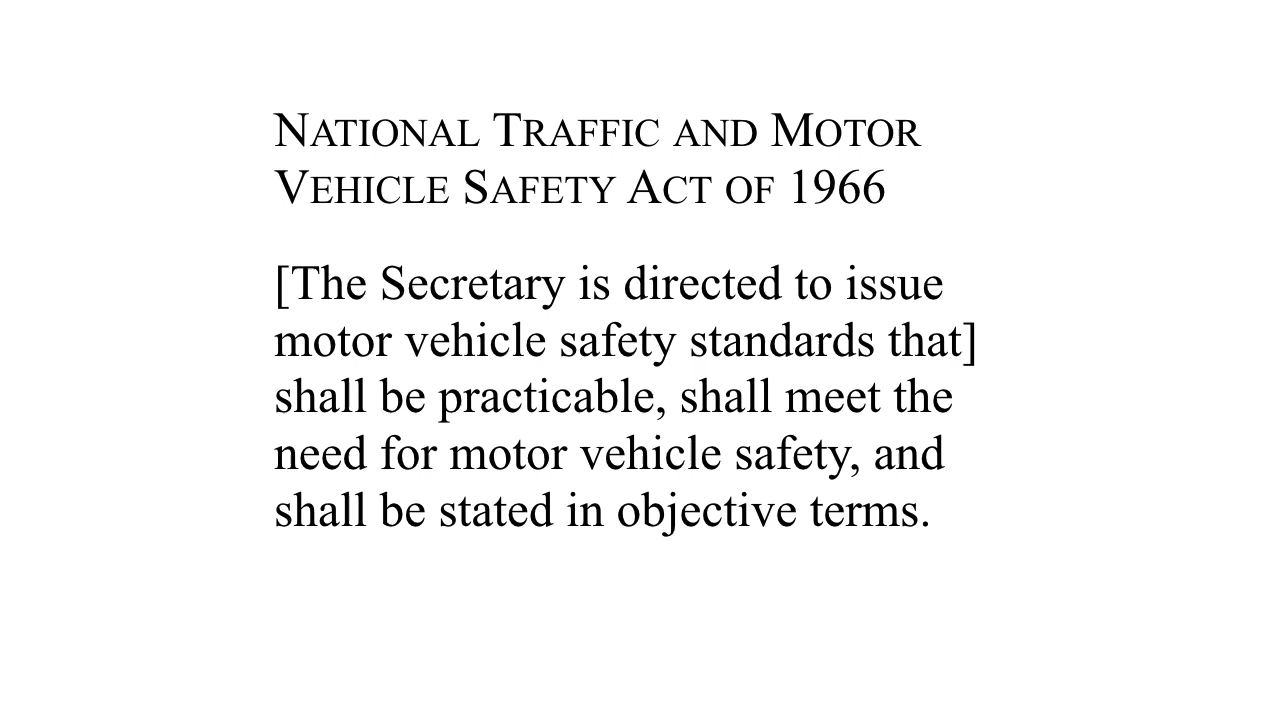 NATIONAL TRAFFIC AND MOTOR
VEHICLE SAFETY ACT OF 1966
[The Secretary is directed to issue
motor vehicle safety standards that]
shall be practicable, shall meet the
need for motor vehicle safety, and
shall be stated in objective terms.